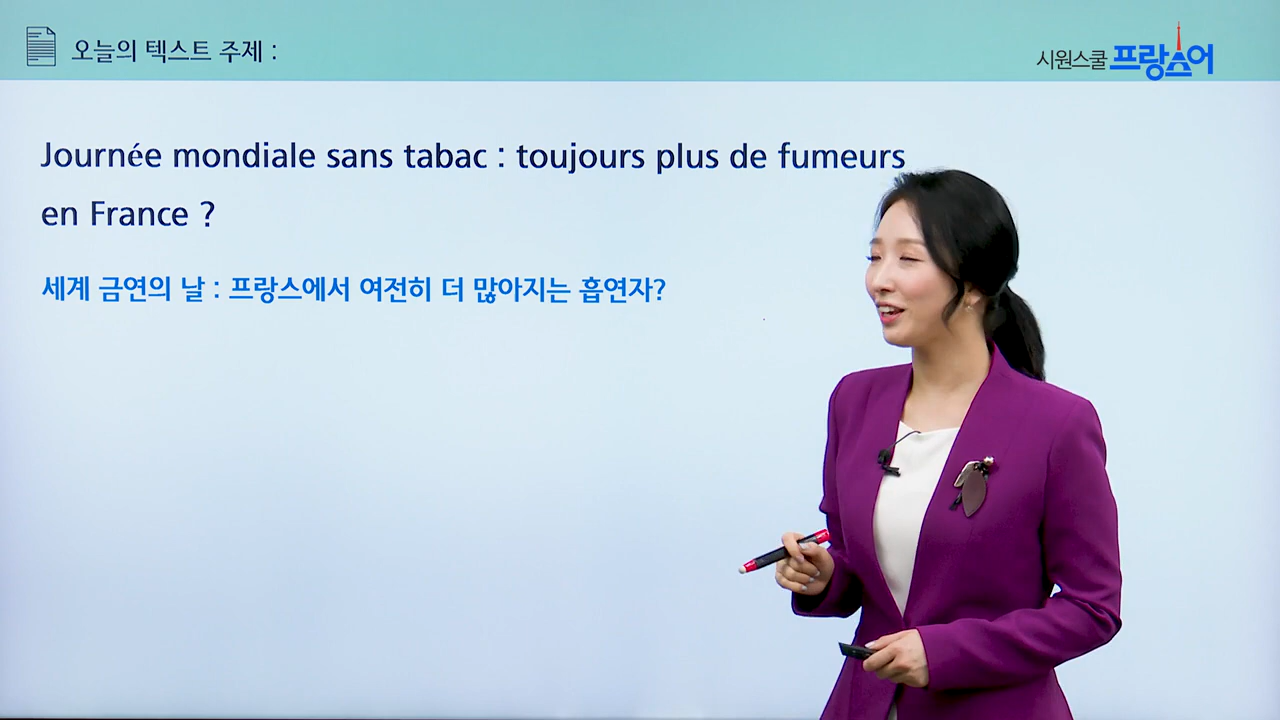 오늘의 텍스트 주제 :
시원스쿨 프랑스어
Journée mondiale sans tabac : toujours plus de fumeurs
en France ?
세계 금연의 날 : 프랑스에서 여전히 더 많아지는 흡연자?